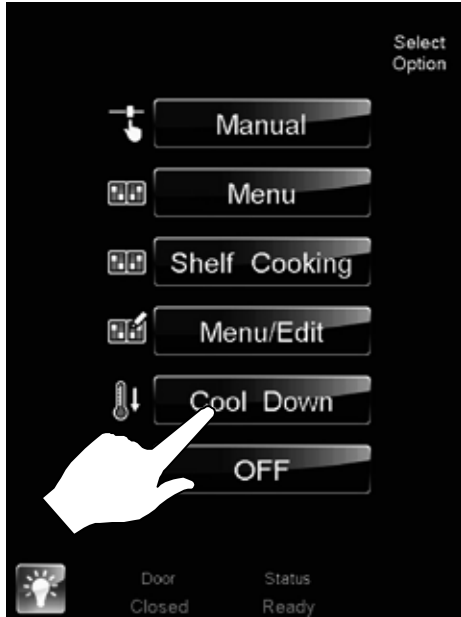 Select
Option
Manual
Menu
Shelf Cooking
Menu/Edit
Cool Down
OFF
Door Status
Closed Ready